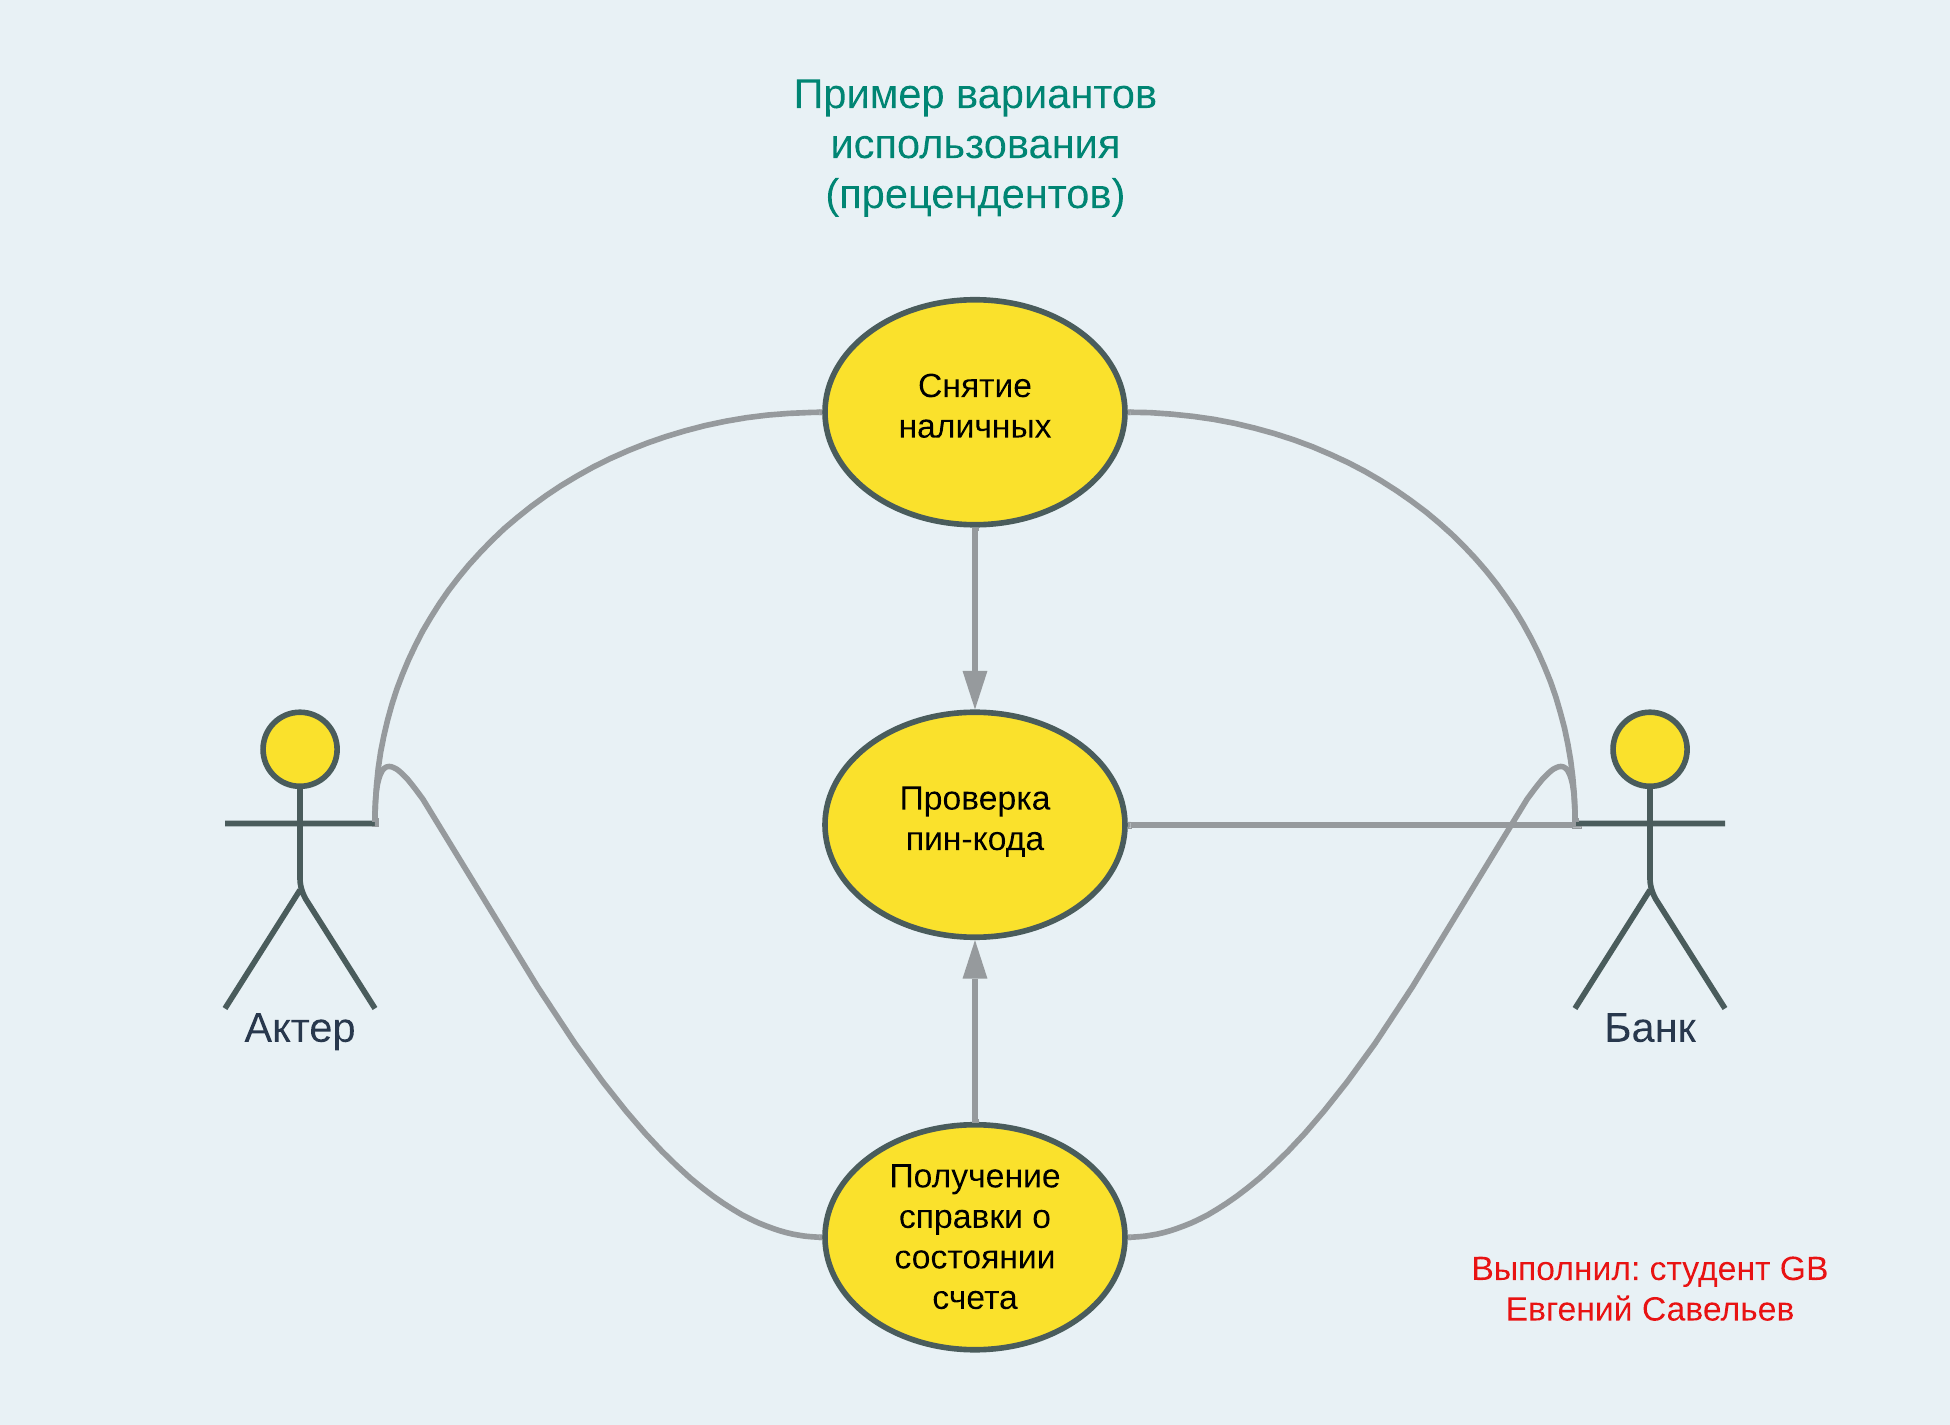 Пример вариантов
использования
(прецендентов)
Снятие
наличных
Проверка
пин-кода
Актер
Банк
Получение
справки о
состоянии
счета
Выполнил: студент GB
Евгений Савельев